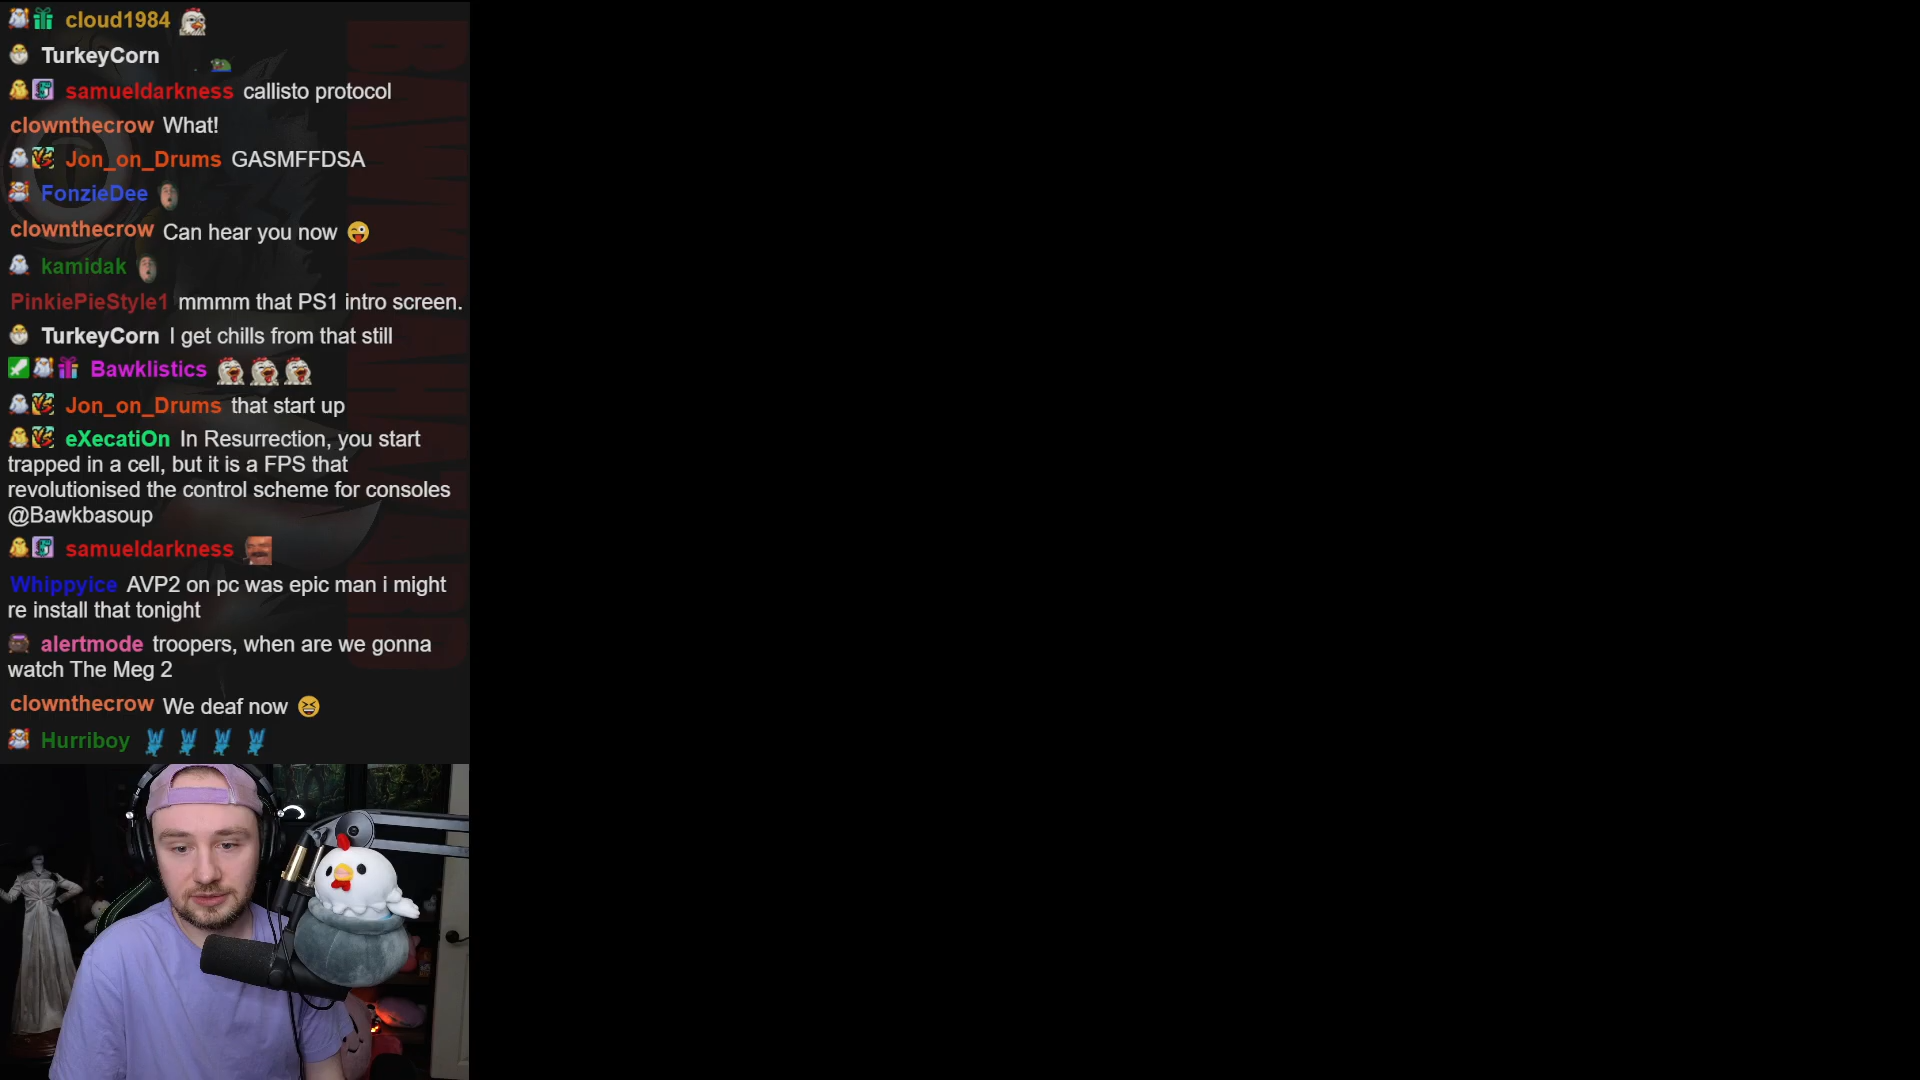 cloud1984
TurkeyCorn
samueldarkness callisto protocol
clownthecrow What!
Jon_on_Drums GASMFFDSA
FonzieDee
clownthecrow Can hear you now 😜
kamidak
PinkiePieStyle1 mmmm that PS1 intro screen.
TurkeyCorn I get chills from that still
Bawklistics
Jon_on_Drums that start up
eXecatiOn In Resurrection, you start
trapped in a cell, but it is a FPS that
revolutionised the control scheme for consoles
@Bawkbasoup
samueldarkness
Whippyice AVP2 on pc was epic man i might
re install that tonight
alertmode troopers, when are we gonna
watch The Meg 2
clownthecrow We deaf now 😆
Hurriboy